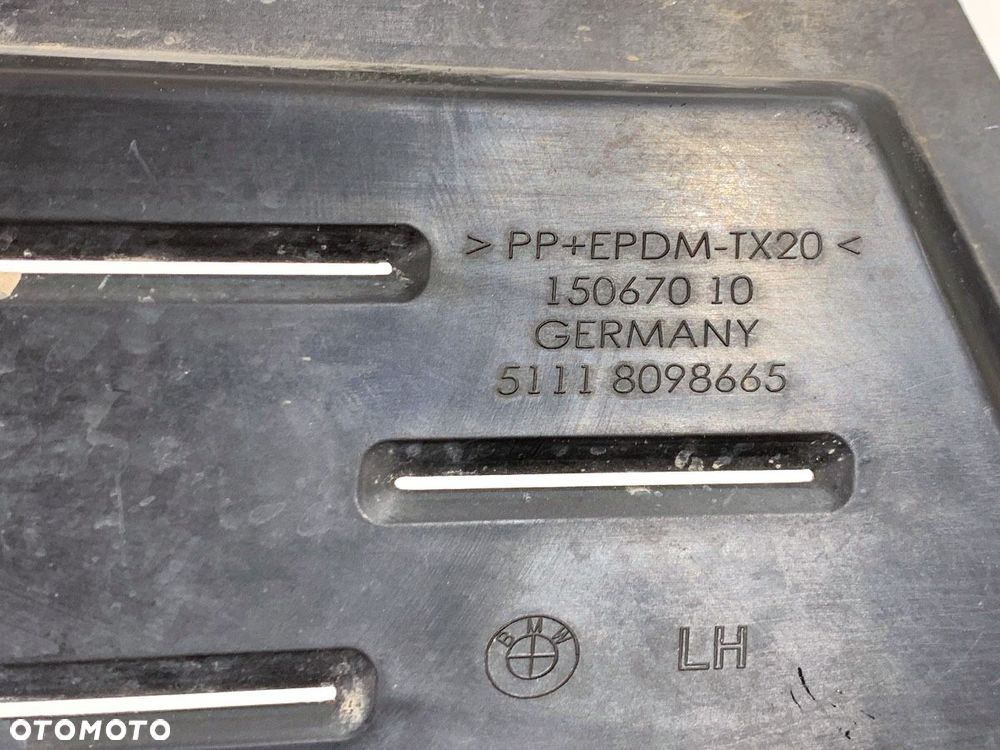 > PP+EPDM-TX20 <
150670 10
GERMANY
5111 8098665
BMW
LH
OTOMOTO